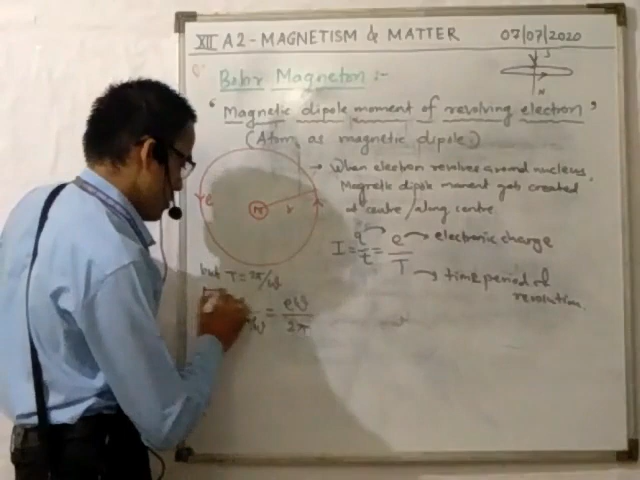 XII A2 - MAGNETISM & MATTER 07/07/2020
S
N
Bohr Magneton :-
" Magnetic dipole moment of revolving electron "
(Atom as magnetic dipole.)
→ When electron revolves around nucleus,
Magnetic dipole moment gets created
at centre / along centre
e
N
r
I = q/t = e/T → electronic charge
→ time period of
revolution.
but T = 2π/ω
= eω/2π